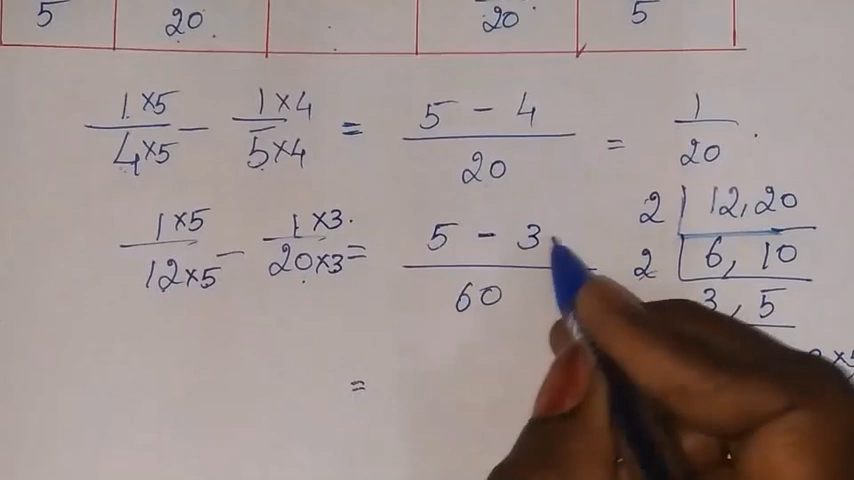 5 20 20 5
1×5/4×5 - 1×4/5×4 = 5 - 4/20 = 1/20.
1×5/12×5 - 1×3/20×3 = 5 - 3/60
2 | 12, 20
2 | 6, 10
3, 5
=